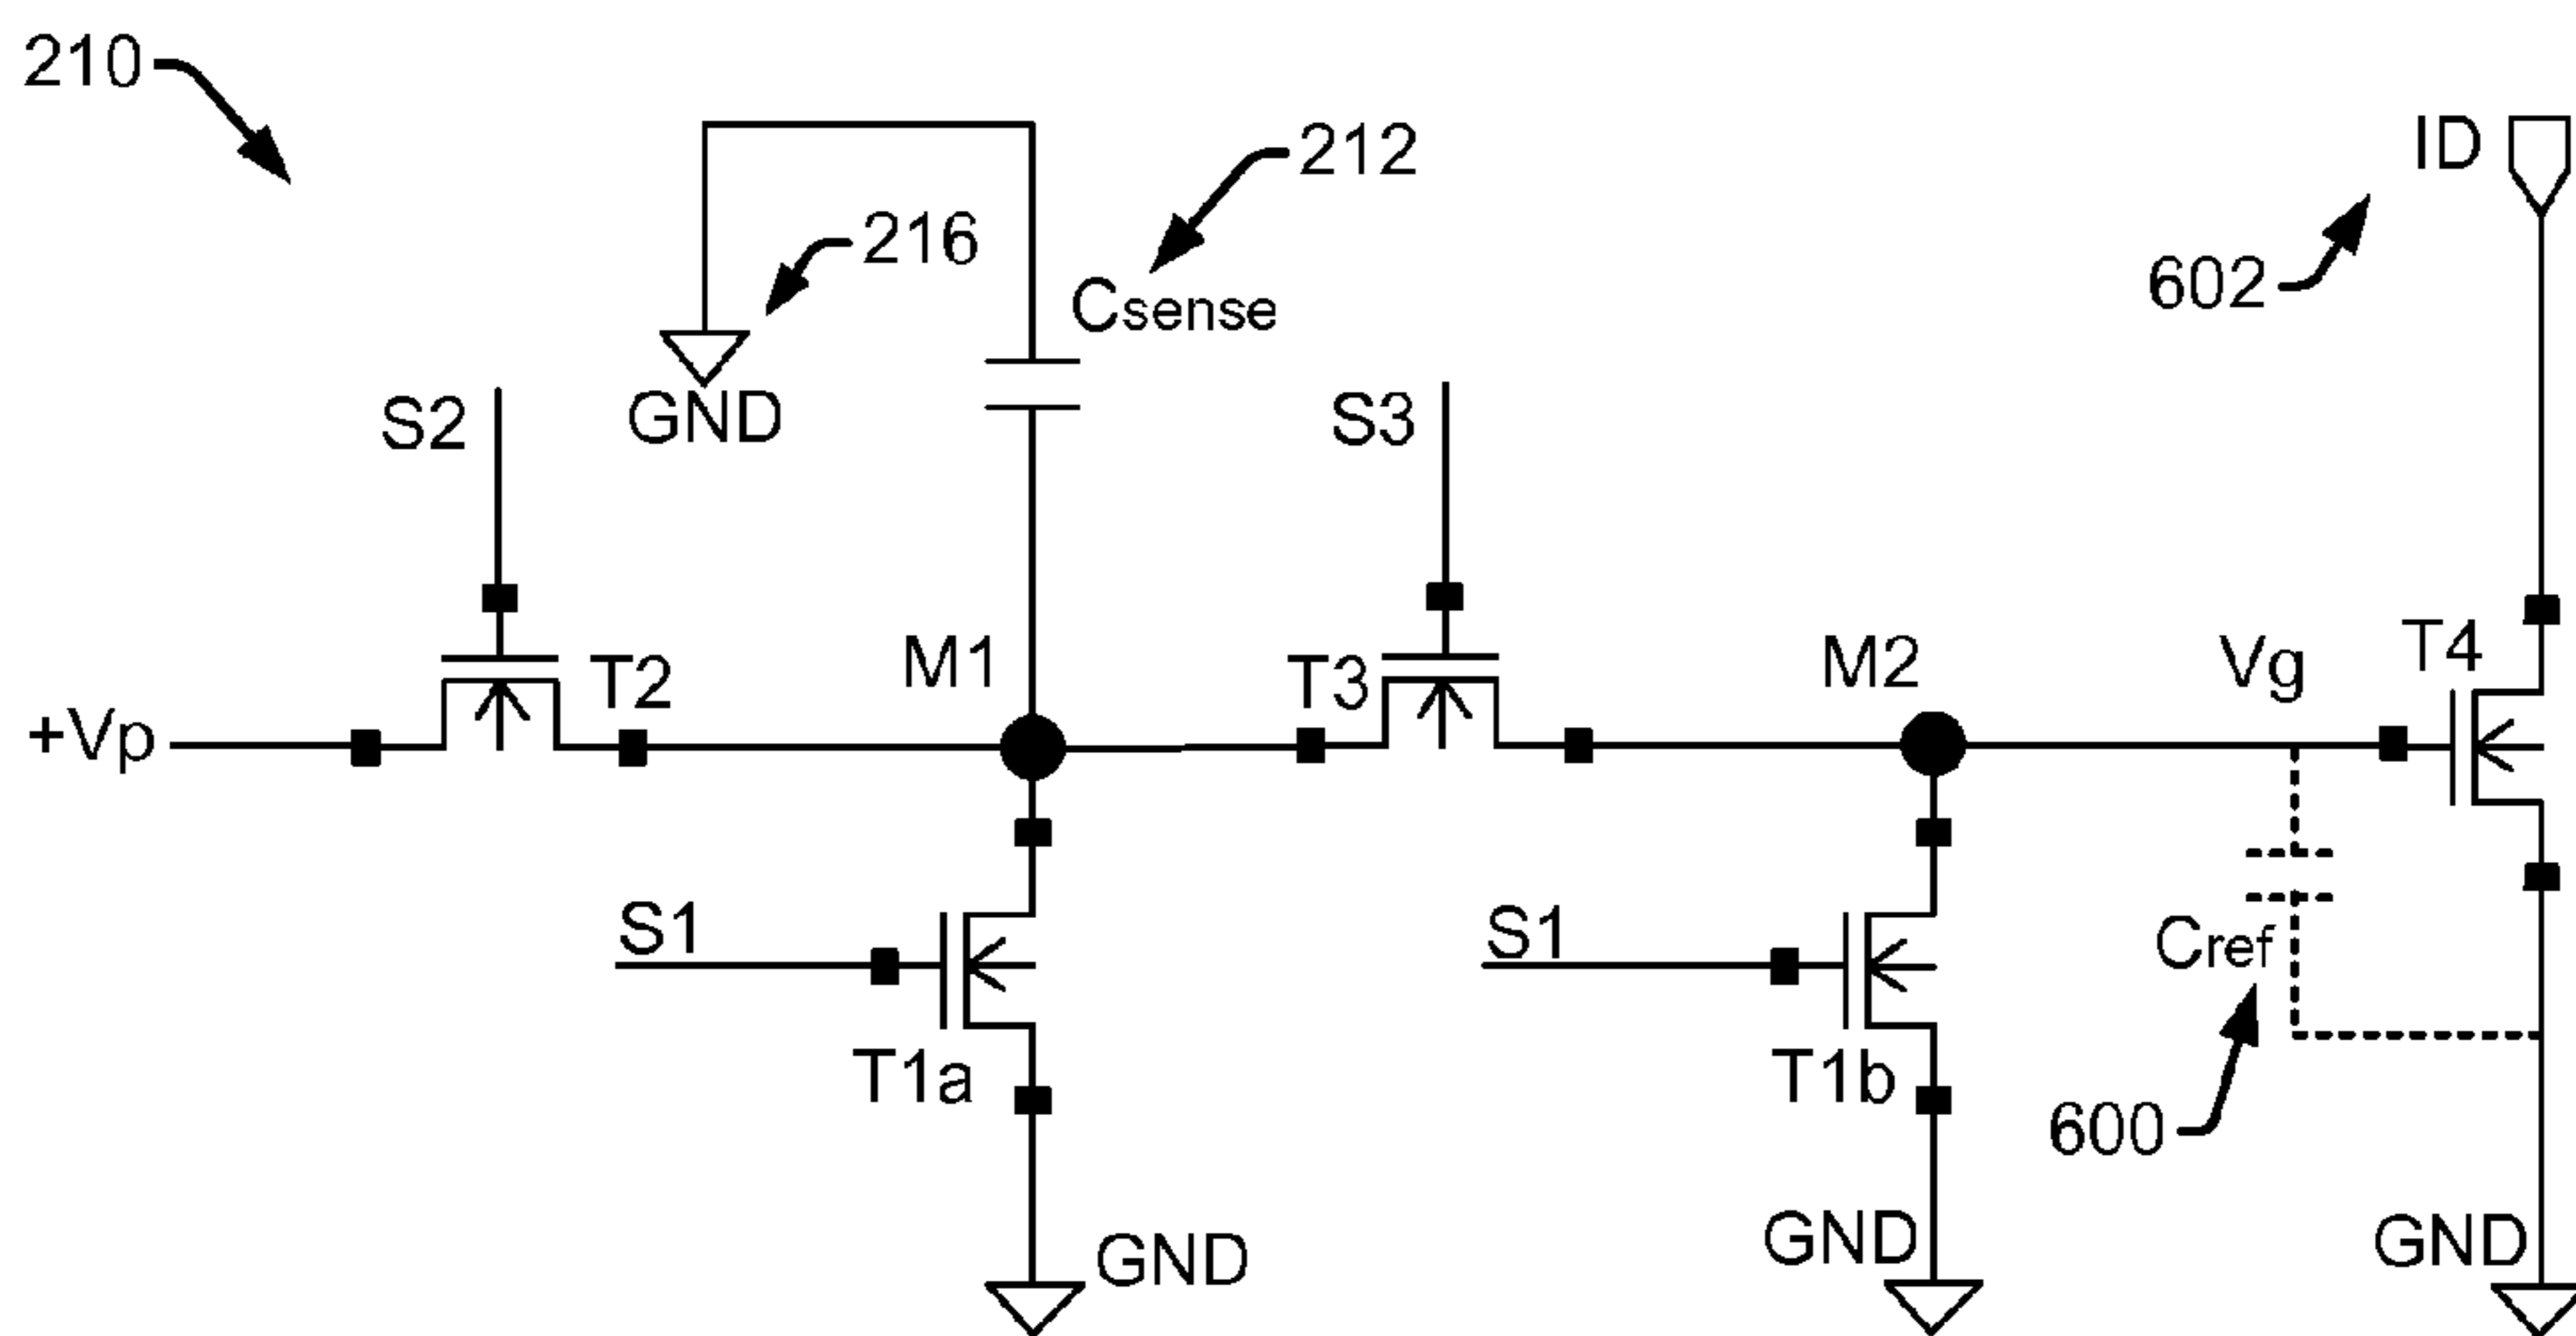 210
ID
212
216
602
Csense
S2
GND
S3
T2
M1
T3
M2
Vg
T4
+Vp
S1
S1
Cref
T1a
T1b
600
GND
GND
GND